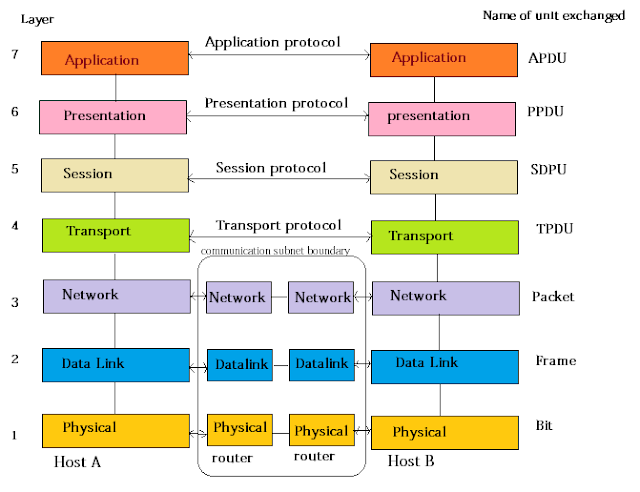 Layer
Name of unit exchanged
7
Application
Application protocol
Application
APDU
6
Presentation
Presentation protocol
presentation
PPDU
5
Session
Session protocol
Session
SDPU
4
Transport
Transport protocol
Transport
TPDU
communication subnet boundary
3
Network
Network
Network
Network
Packet
2
Data Link
Datalink
Datalink
Data Link
Frame
1
Physical
Physical
Physical
Physical
Bit
Host A
router
router
Host B